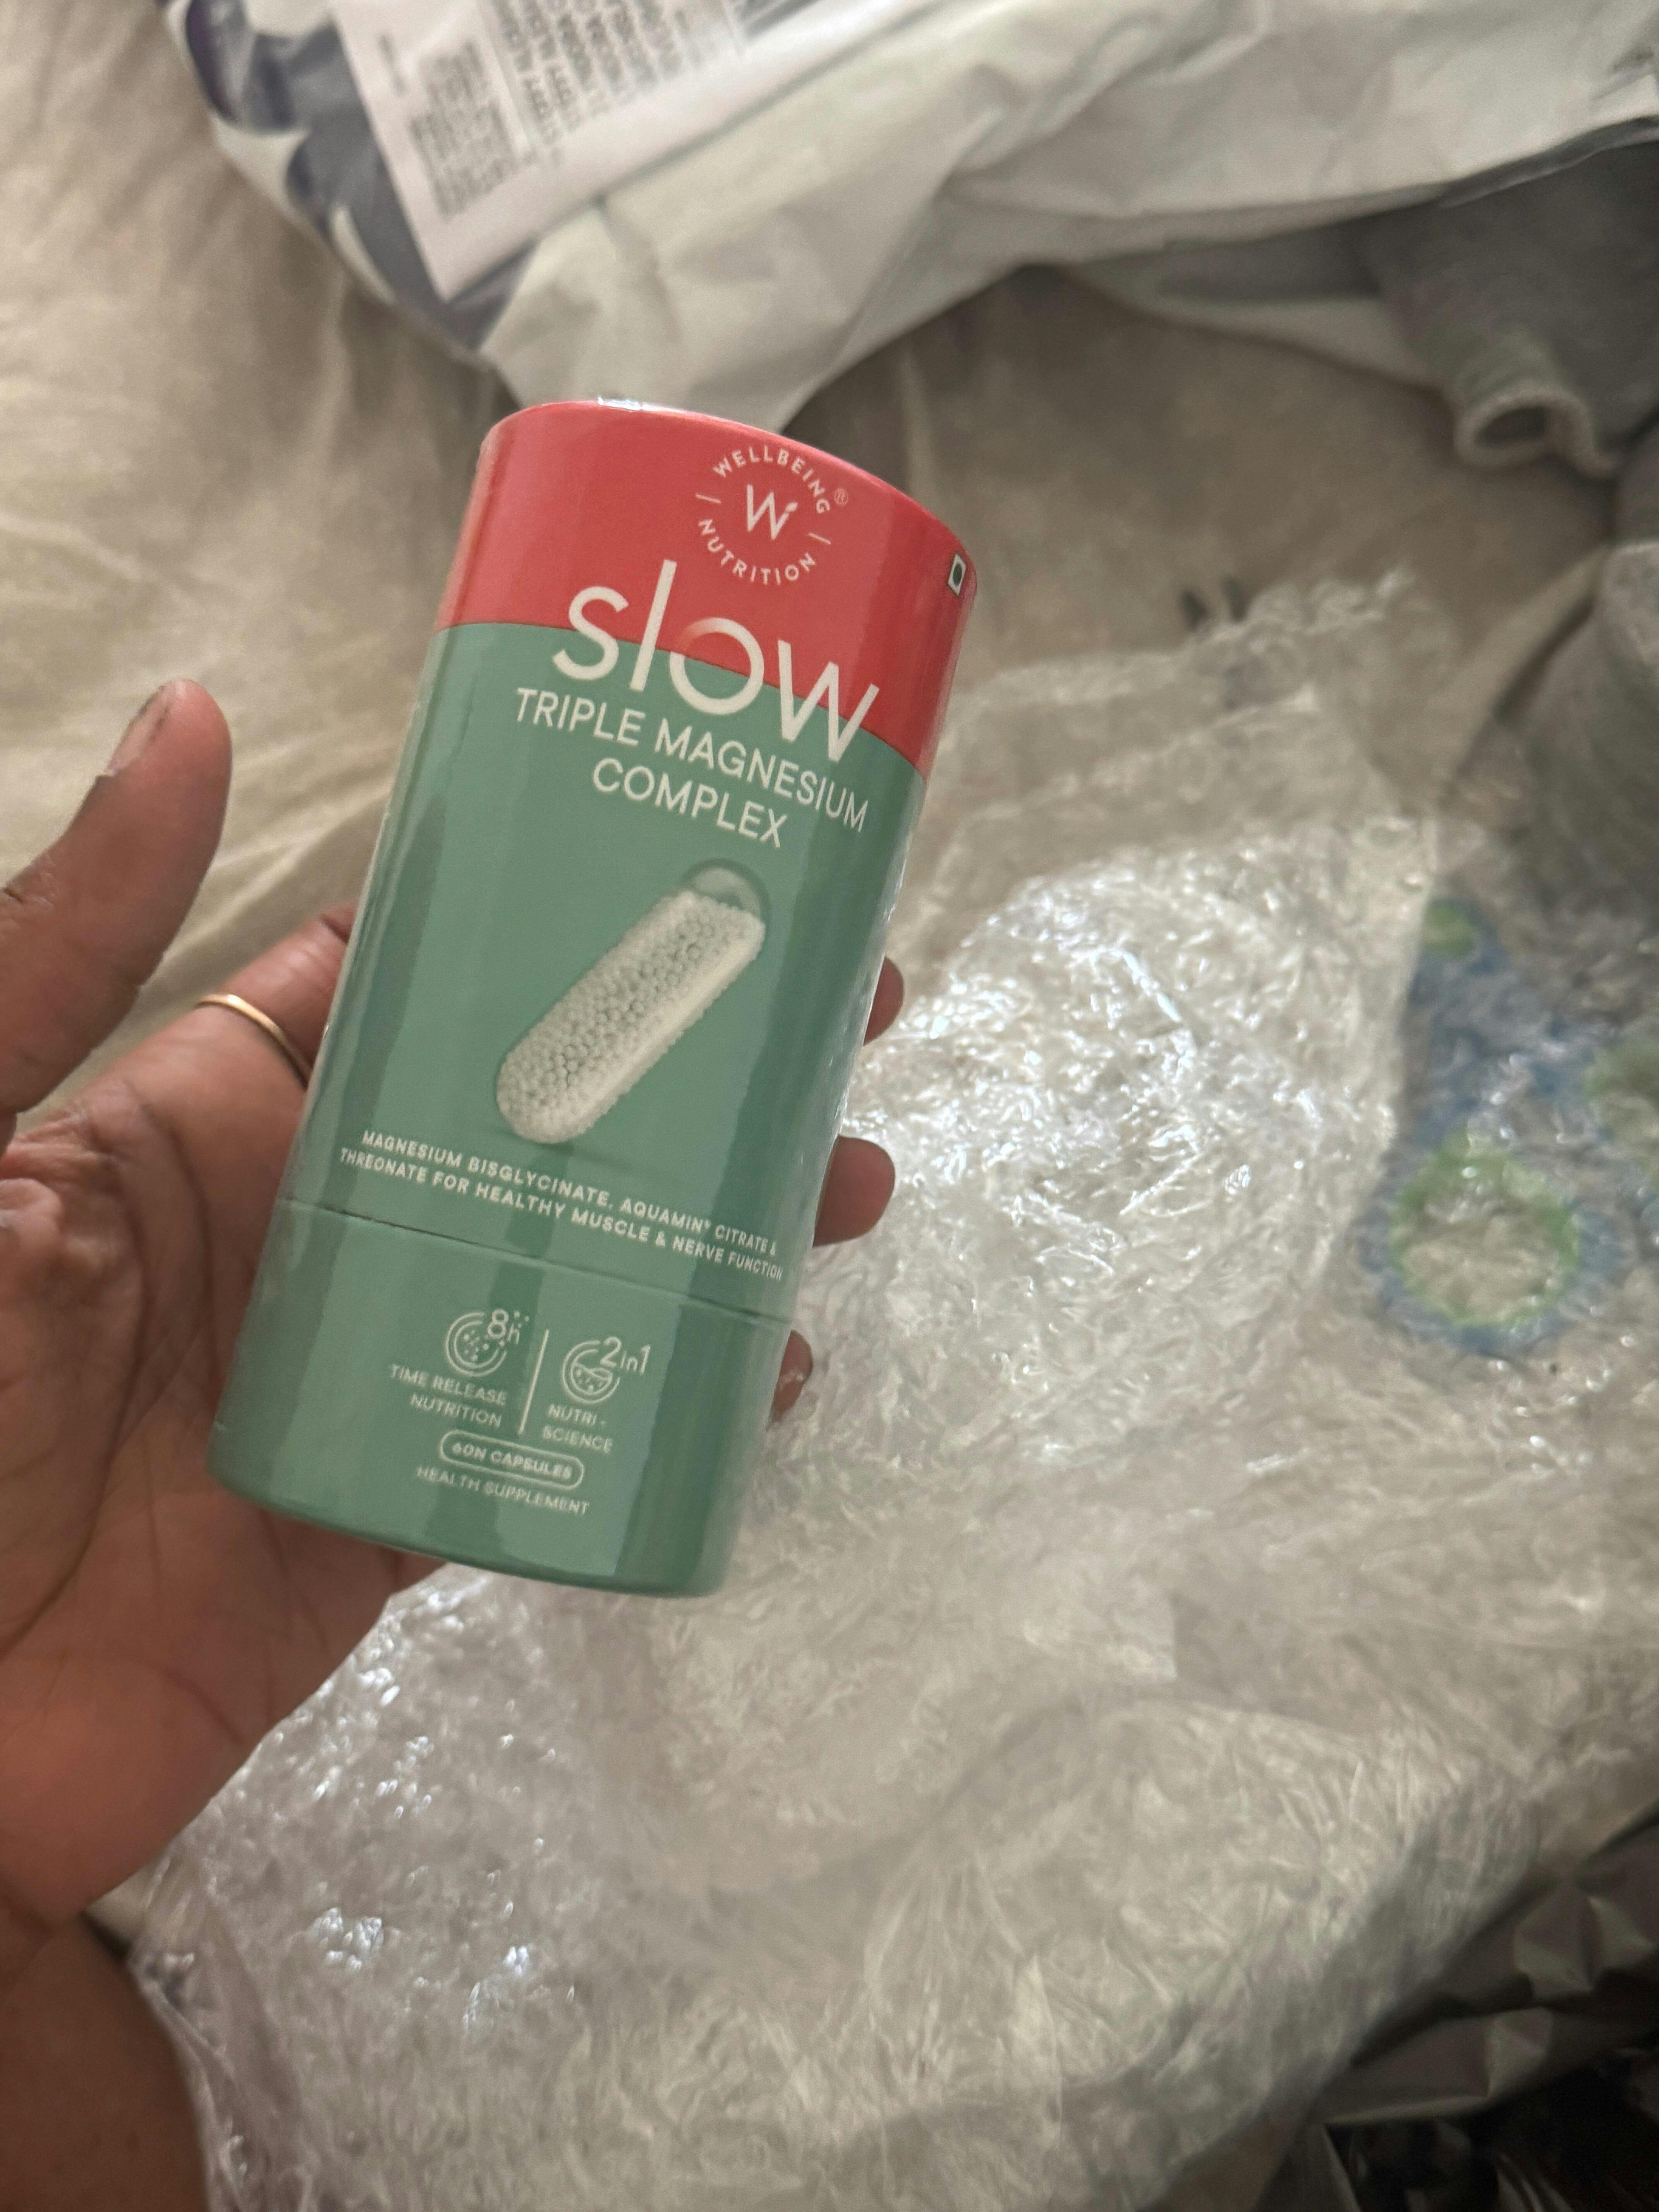 WELLBEING®
W
NUTRITION
slow
TRIPLE MAGNESIUM
COMPLEX
MAGNESIUM BISGLYCINATE, AQUAMIN® CITRATE &
THREONATE FOR HEALTHY MUSCLE & NERVE FUNCTION
8h
TIME RELEASE
NUTRITION
2in1
NUTRI-
SCIENCE
60N CAPSULES
HEALTH SUPPLEMENT